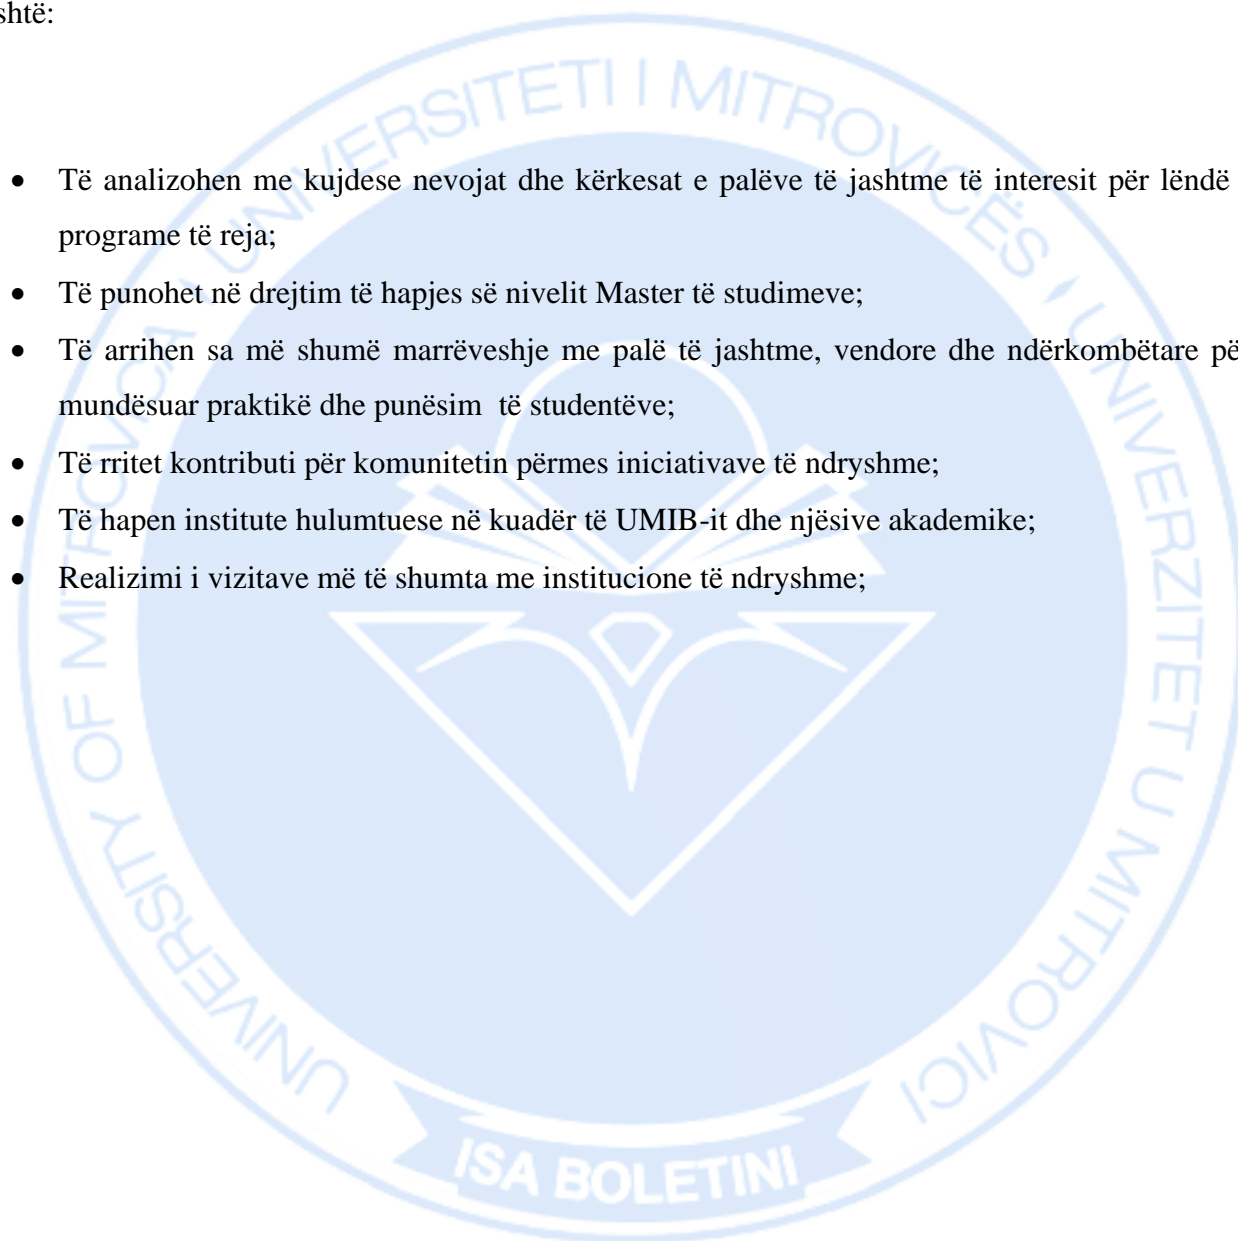 shtë:
• Të analizohen me kujdese nevojat dhe kërkesat e palëve të jashtme të interesit për lëndë
programe të reja;
• Të punohet në drejtim të hapjes së nivelit Master të studimeve;
• Të arrihen sa më shumë marrëveshje me palë të jashtme, vendore dhe ndërkombëtare pë
mundësuar praktikë dhe punësim  të studentëve;
• Të rritet kontributi për komunitetin përmes iniciativave të ndryshme;
• Të hapen institute hulumtuese në kuadër të UMIB-it dhe njësive akademike;
• Realizimi i vizitave më të shumta me institucione të ndryshme;
UNIVERSITETI I MITROVICËS
UNIVERZITET U MITROVICI
UNIVERSITY OF MITROVICA
ISA BOLETINI